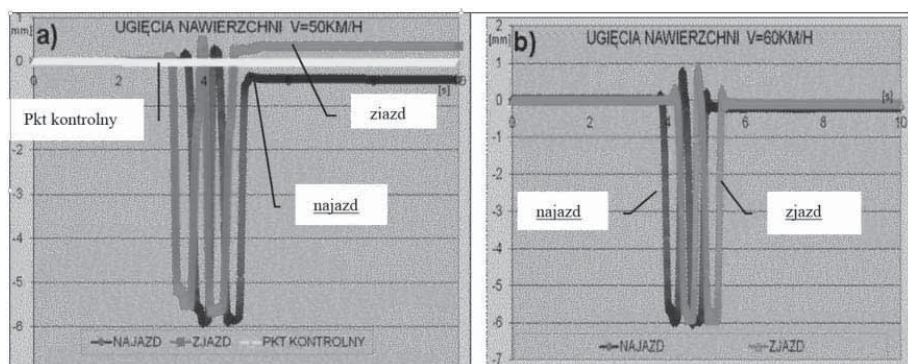 a)
UGIĘCIA NAWIERZCHNI V=50KM/H
[mm]
1
0
-1
-2
-3
-4
-5
-6
0
4
[s]
Pkt kontrolny
zjazd
najazd
NAJAZD
ZJAZD
PKT KONTROLNY
b)
UGIĘCIA NAWIERZCHNI V=60KM/H
[mm]
2
1
0
-1
-2
-3
-4
-5
-6
-7
0
2
4
6
8
10
[s]
najazd
zjazd
NAJAZD
ZJAZD